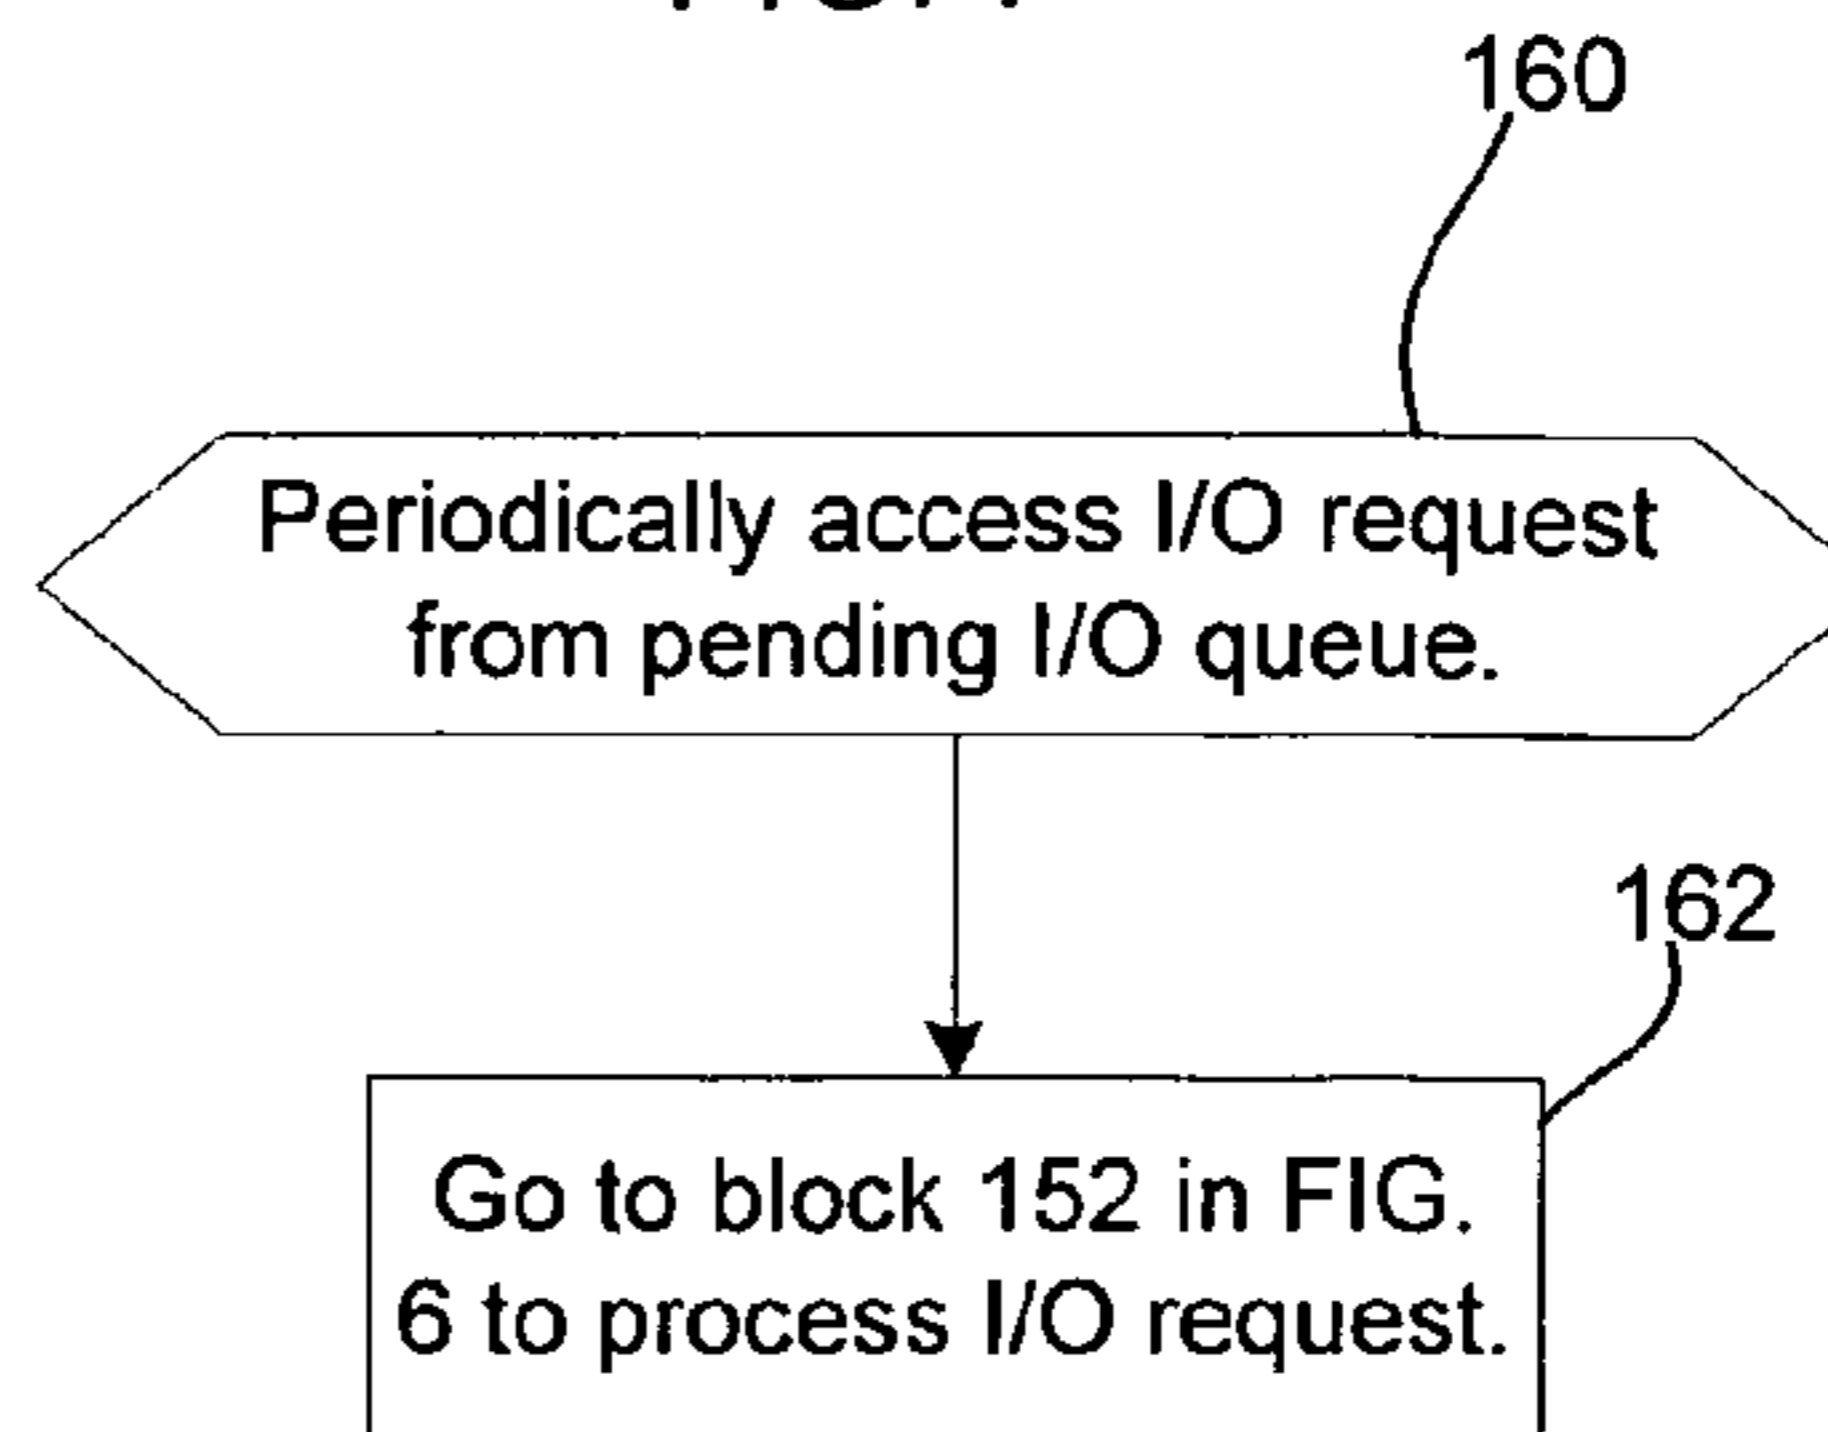 160
Periodically access I/O request
from pending I/O queue.
162
Go to block 152 in FIG.
6 to process I/O request.